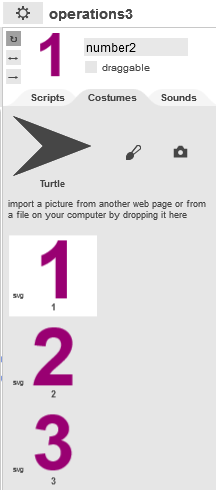 operations3
1
number2
draggable
Scripts Costumes Sounds
Turtle
import a picture from another web page or from
a file on your computer by dropping it here
1
svg
1
2
svg
2
3
svg
3